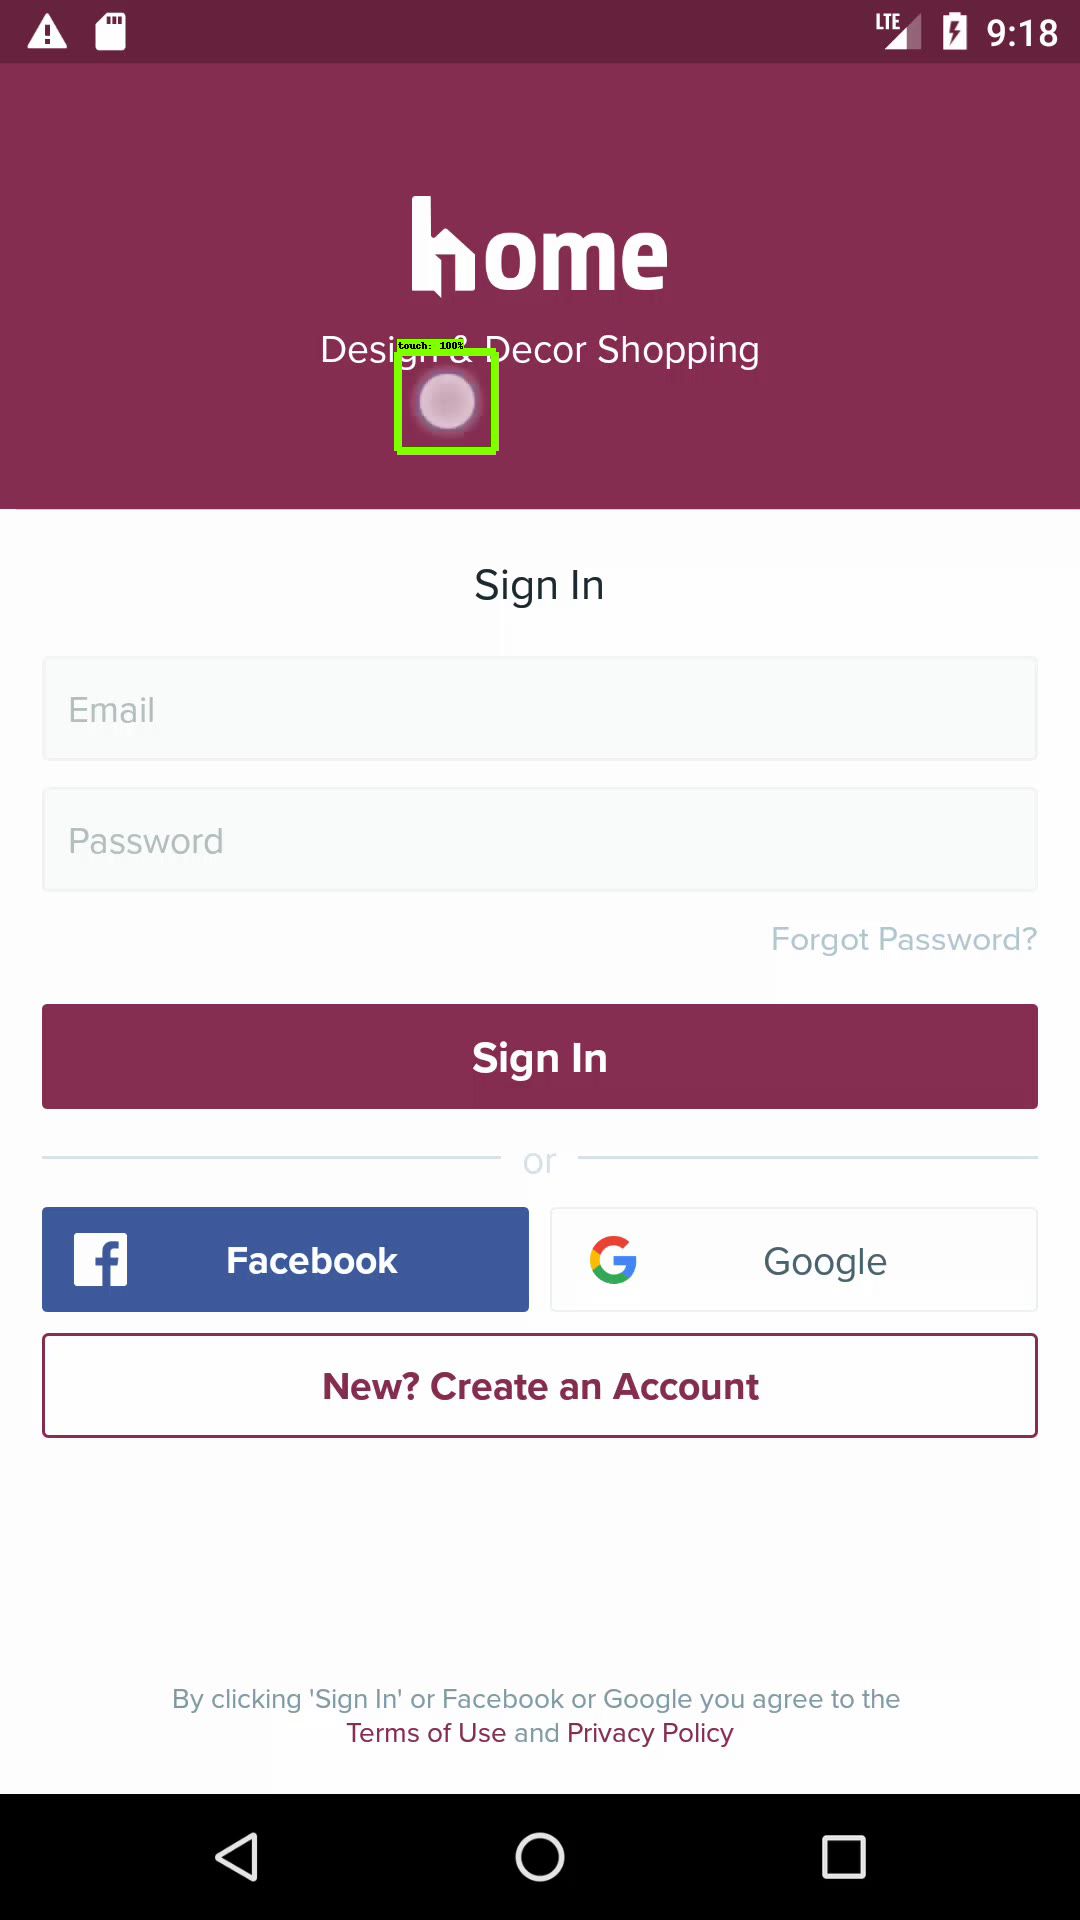 LTE 9:18
home
Design & Decor Shopping
touch: 100%
Sign In
Email
Password
Forgot Password?
Sign In
or
Facebook
Google
New? Create an Account
By clicking 'Sign In' or Facebook or Google you agree to the
Terms of Use and Privacy Policy